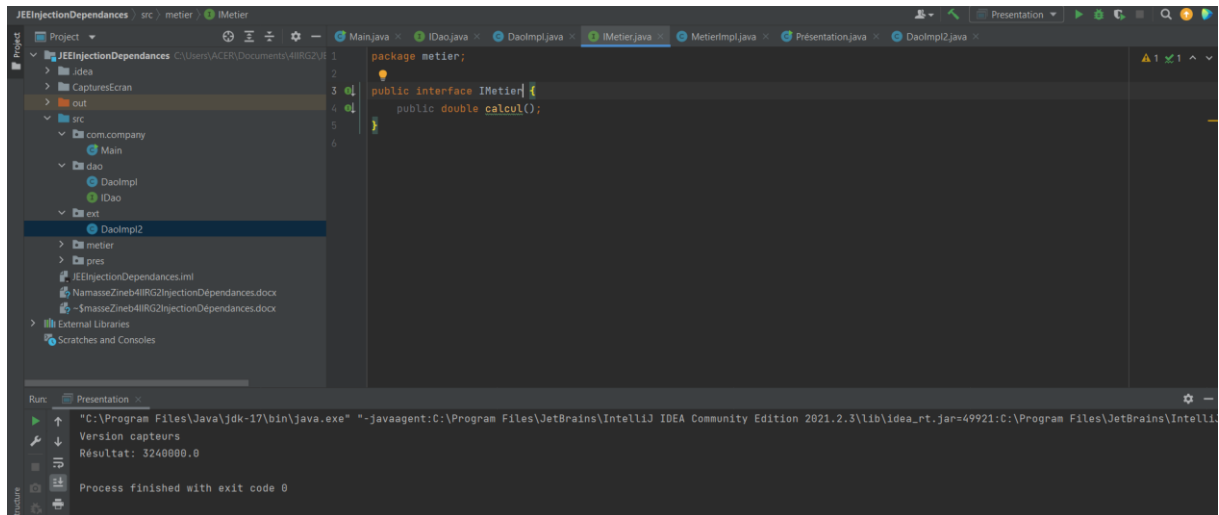 JEEInjectionDependances src metier IMetier
Presentation
Project
Project
Main.java IDao.java DaoImpl.java IMetier.java MetierImpl.java Présentation.java DaoImpl2.java
JEEInjectionDependances C:\Users\ACER\Documents\4IIRG2\JE
.idea
CapturesEcran
out
src
com.company
Main
dao
DaoImpl
IDao
ext
DaoImpl2
metier
pres
JEEInjectionDependances.iml
NamasseZineb4IIRG2InjectionDépendances.docx
~$masseZineb4IIRG2InjectionDépendances.docx
External Libraries
Scratches and Consoles
1 package metier;
2
3 public interface IMetier {
4 public double calcul();
5 }
6
1 1
Run: Presentation
"C:\Program Files\Java\jdk-17\bin\java.exe" "-javaagent:C:\Program Files\JetBrains\IntelliJ IDEA Community Edition 2021.2.3\lib\idea_rt.jar=49921:C:\Program Files\JetBrains\IntelliJ
Version capteurs
Résultat: 3240000.0
Process finished with exit code 0